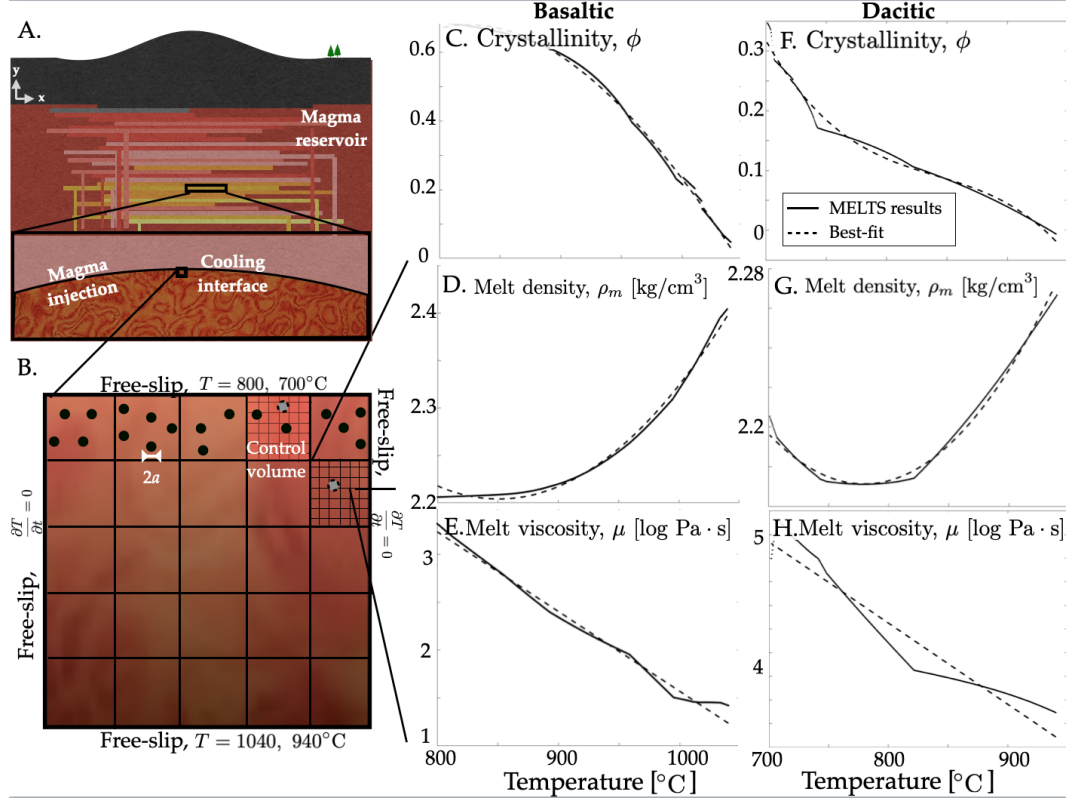 Basaltic
Dacitic
A.
y
x
Magma
reservoir
Magma
injection
Cooling
interface
B.
Free-slip, T = 800, 700°C
Control
volume
2a
Free-slip,
∂T/∂t = 0
Free-slip,
∂T/∂t = 0
Free-slip, T = 1040, 940°C
C. Crystallinity, ϕ
0.6
0.4
0.2
0
D. Melt density, ρm [kg/cm³]
2.4
2.3
2.2
E. Melt viscosity, μ [log Pa · s]
3
2
1
800
900
1000
Temperature [°C]
F. Crystallinity, ϕ
0.3
0.2
0.1
0
MELTS results
Best-fit
G. Melt density, ρm [kg/cm³]
2.28
2.2
H. Melt viscosity, μ [log Pa · s]
5
4
700
800
900
Temperature [°C]